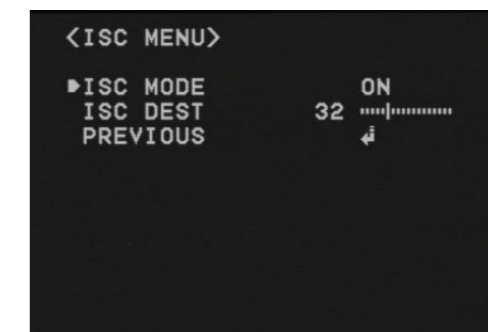 <ISC MENU>
ISC MODE ON
ISC DEST 32
PREVIOUS